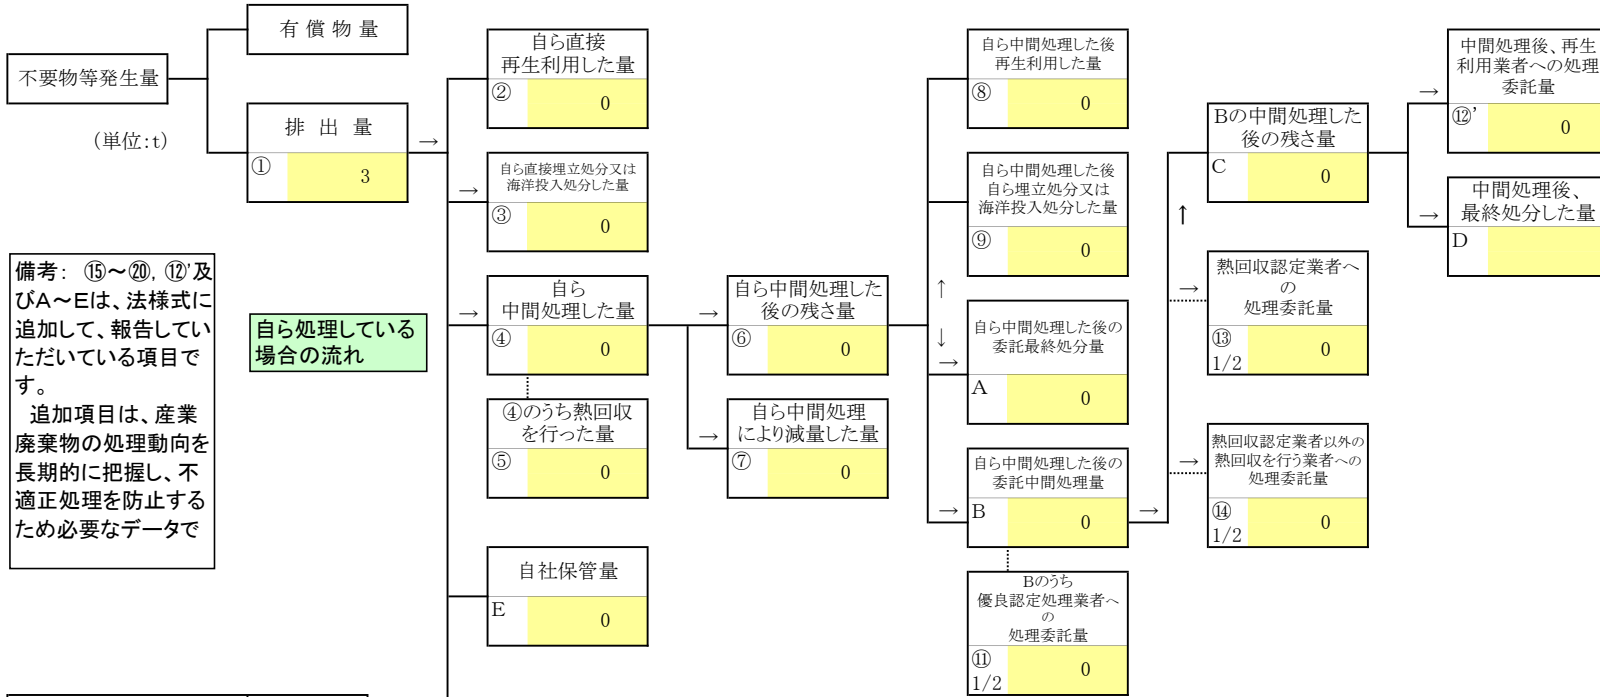 不要物等発生量
(単位:t)
有 償 物 量
排 出 量
→
①
3
備考: ⑮～⑳, ⑫'及
びA～Eは、法様式に
追加して、報告してい
ただいている項目で
す。
追加項目は、産業
廃棄物の処理動向を
長期的に把握し、不
適正処理を防止する
ため必要なデータで
自ら処理している
場合の流れ
自ら直接
再生利用した量
②
0
→
自ら直接埋立処分又は
海洋投入処分した量
③
0
→
自ら
中間処理した量
④
0
④のうち熱回収
を行った量
⑤
0
自社保管量
E
0
→
自ら中間処理した
後の残さ量
⑥
0
→
自ら中間処理
により減量した量
⑦
0
自ら中間処理した後
再生利用した量
⑧
0
自ら中間処理した後
自ら埋立処分又は
海洋投入処分した量
⑨
0
↑
↓
→
自ら中間処理した後の
委託最終処分量
A
0
→
自ら中間処理した後の
委託中間処理量
B
0
→
Bのうち
優良認定処理業者へ
の
処理委託量
⑪
1/2
0
Bの中間処理した
後の残さ量
C
0
↑
→
熱回収認定業者へ
の
処理委託量
⑬
1/2
0
→
熱回収認定業者以外の
熱回収を行う業者への
処理委託量
⑭
1/2
0
→
中間処理後、再生
利用業者への処理
委託量
⑫'
0
→
中間処理後、
最終処分した量
D